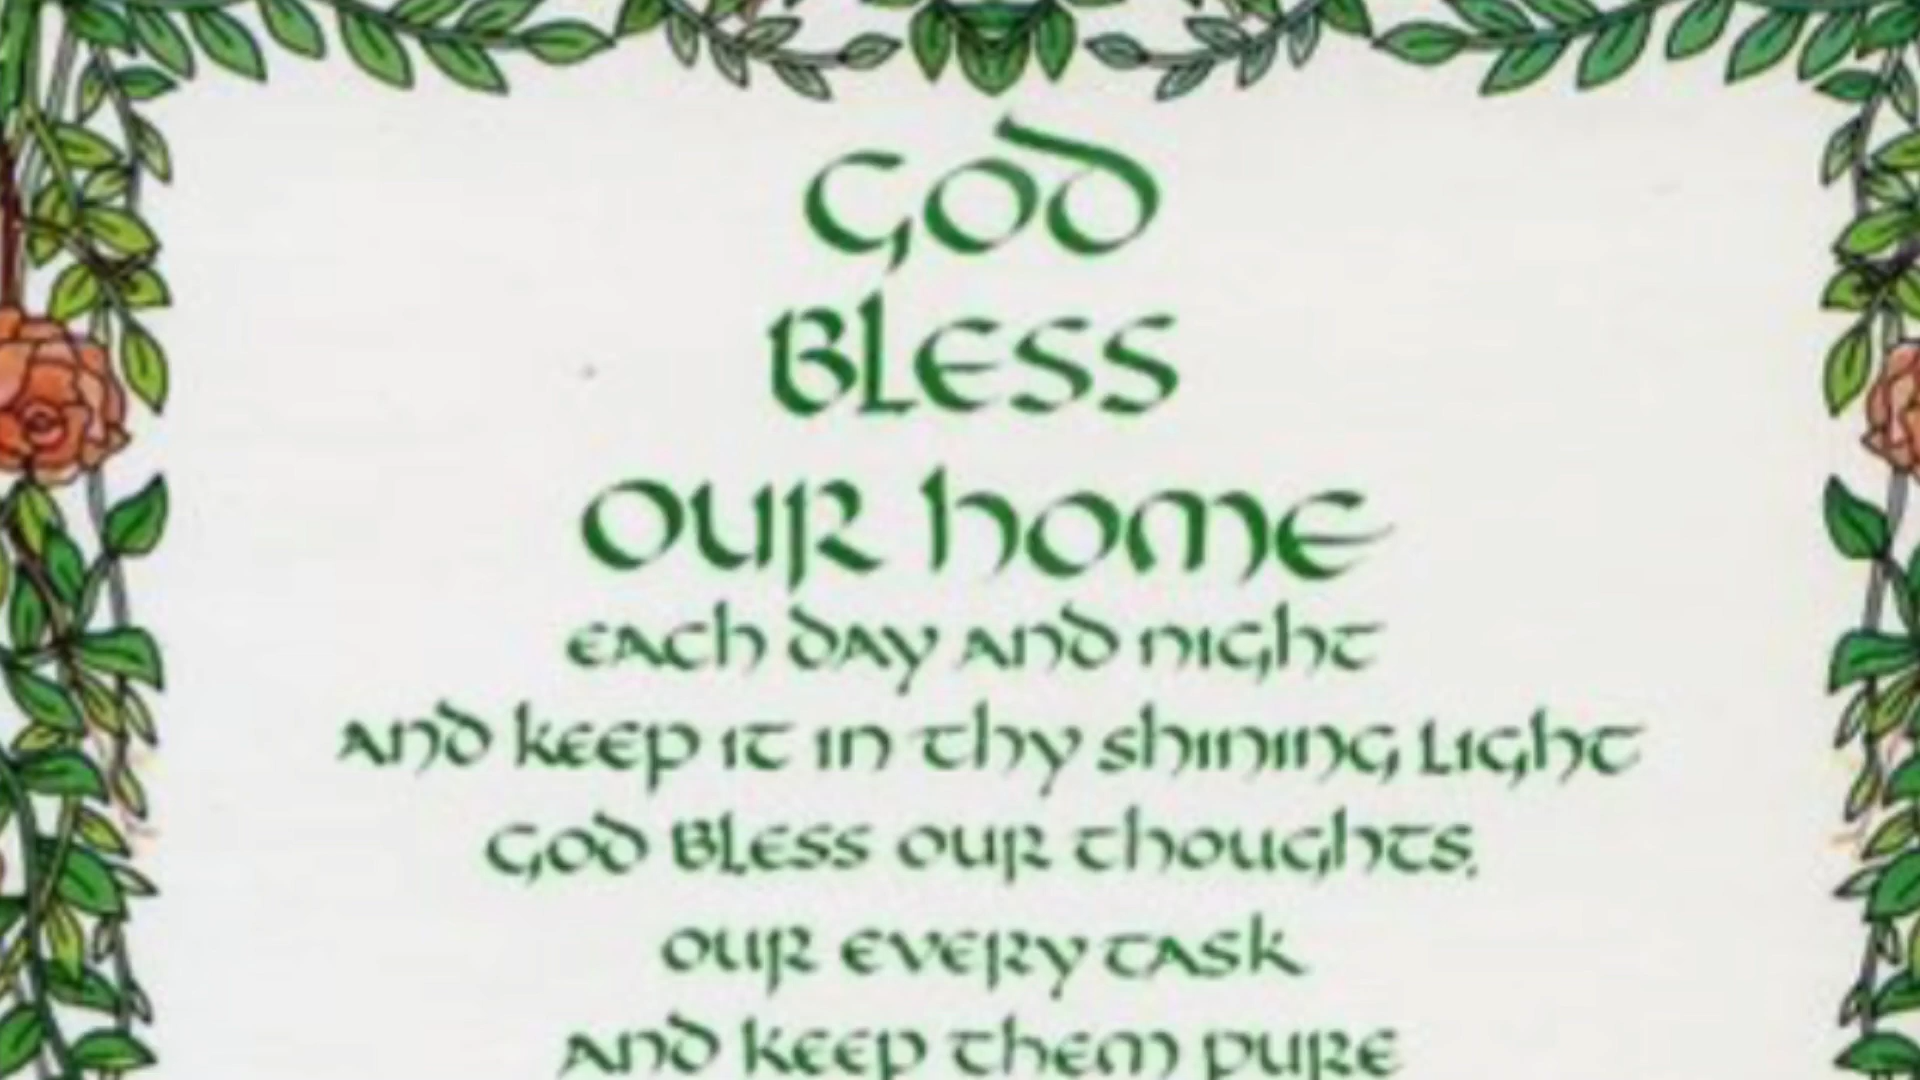 God
Bless
Our home
each day and night
and keep it in thy shining light
God Bless our thoughts,
our every task
and keep them pure